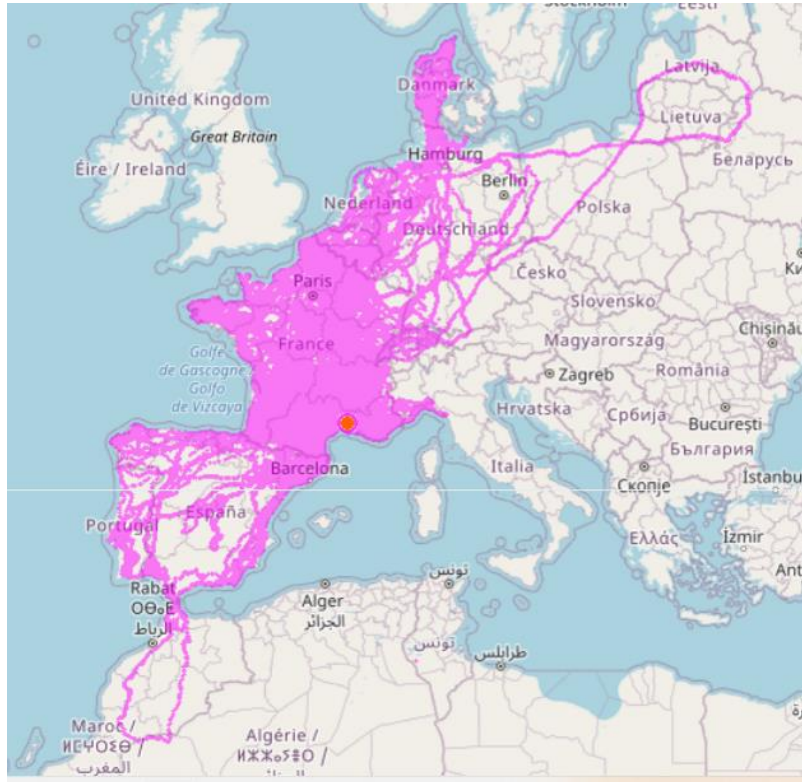 Danmark
Latvija
Lietuva
United Kingdom
Great Britain
Éire / Ireland
Hamburg
Беларусь
Nederland
Berlin
Deutschland
Polska
Paris
Česko
Slovensko
France
Magyarország
Chișinău
Golfe
de Gascogne /
Golfo
de Vizcaya
Zagreb
România
Hrvatska
Србија
București
България
Barcelona
Italia
Скопје
İstanbu
Portugal
España
Ελλάς
İzmir
Ant
Rabat
ⵔⴱⴰⵟ
الرباط
Alger
الجزائر
تونس
تونس
طرابلس
Maroc /
ⵍⵎⵖⵔⵉⴱ /
المغرب
Algérie /